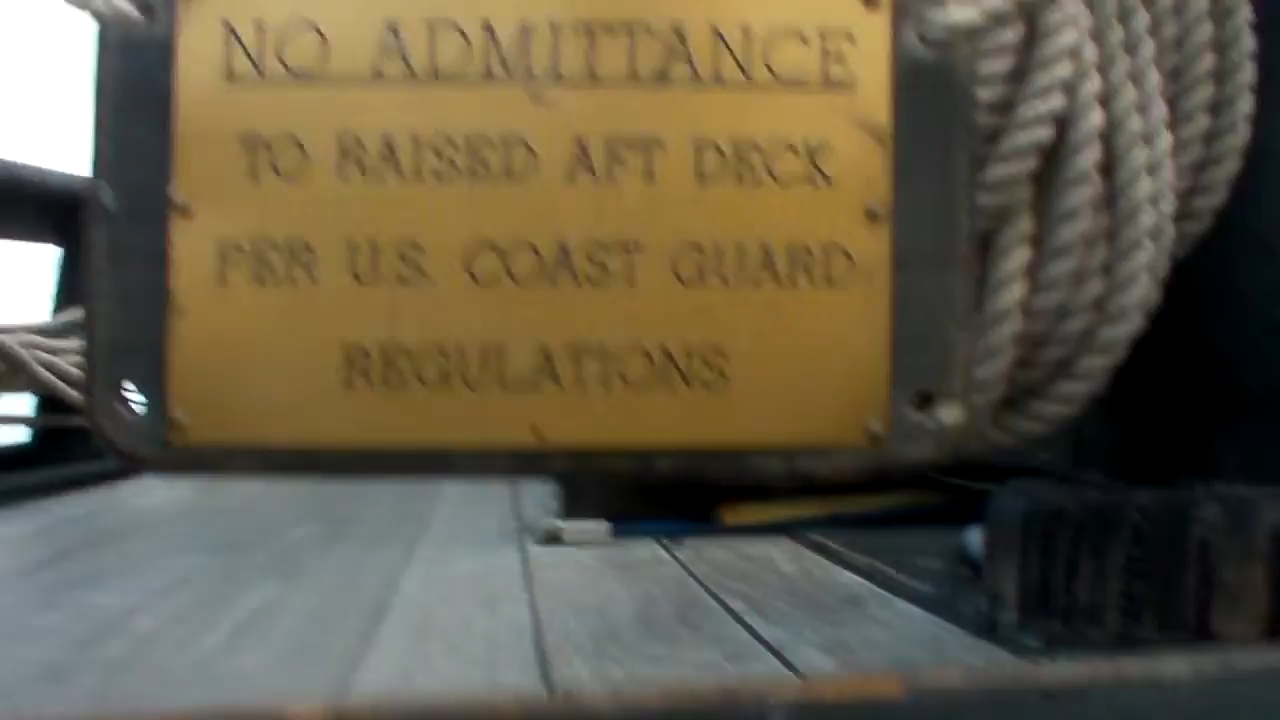 NO ADMITTANCE
TO RAISED AFT DECK
PER U.S. COAST GUARD
REGULATIONS